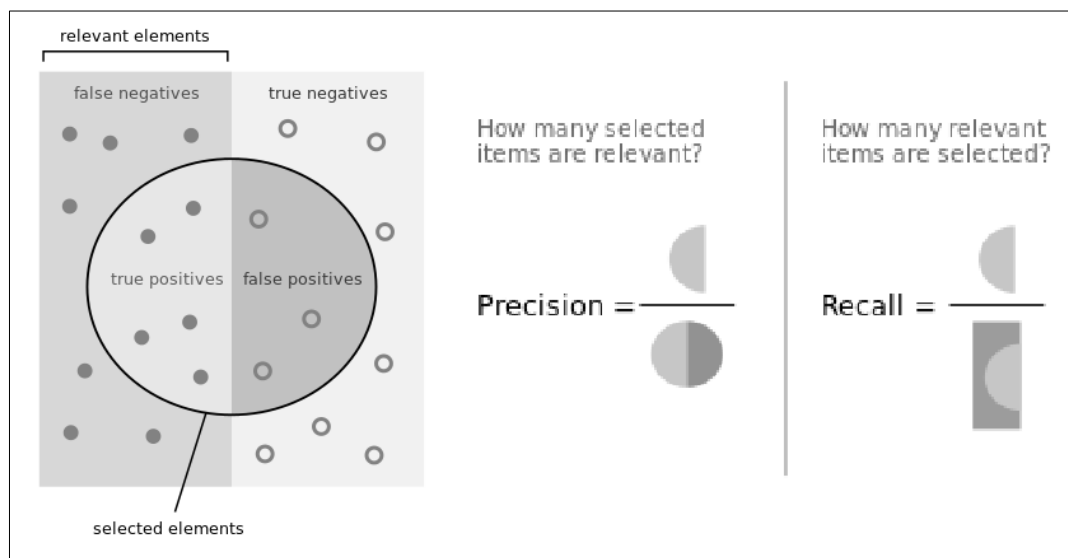 relevant elements
false negatives
true negatives
true positives
false positives
selected elements
How many selected
items are relevant?
Precision =
How many relevant
items are selected?
Recall =